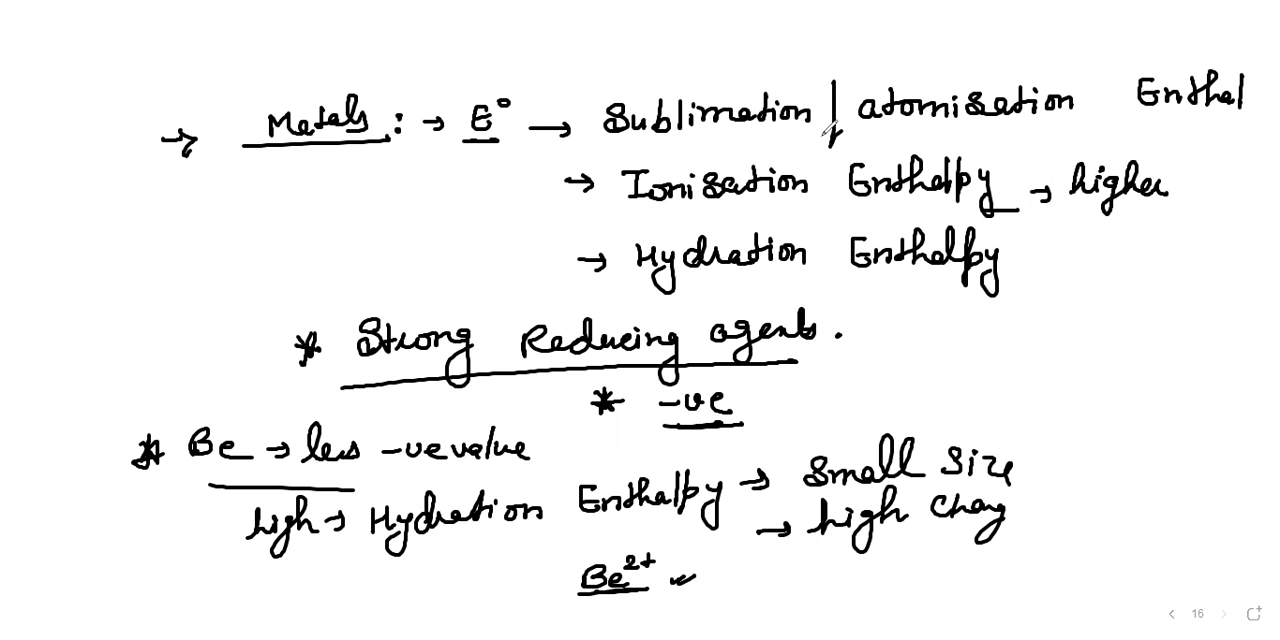 → Metals : → E° → Sublimation / atomisation Enthal
→ Ionisation Enthalpy → higher
→ Hydration Enthalpy
* Strong Reducing agents.
* -ve
* Be → less -ve value
high → Hydration Enthalpy → Small Size
→ high Charg
Be²⁺ ✓
16